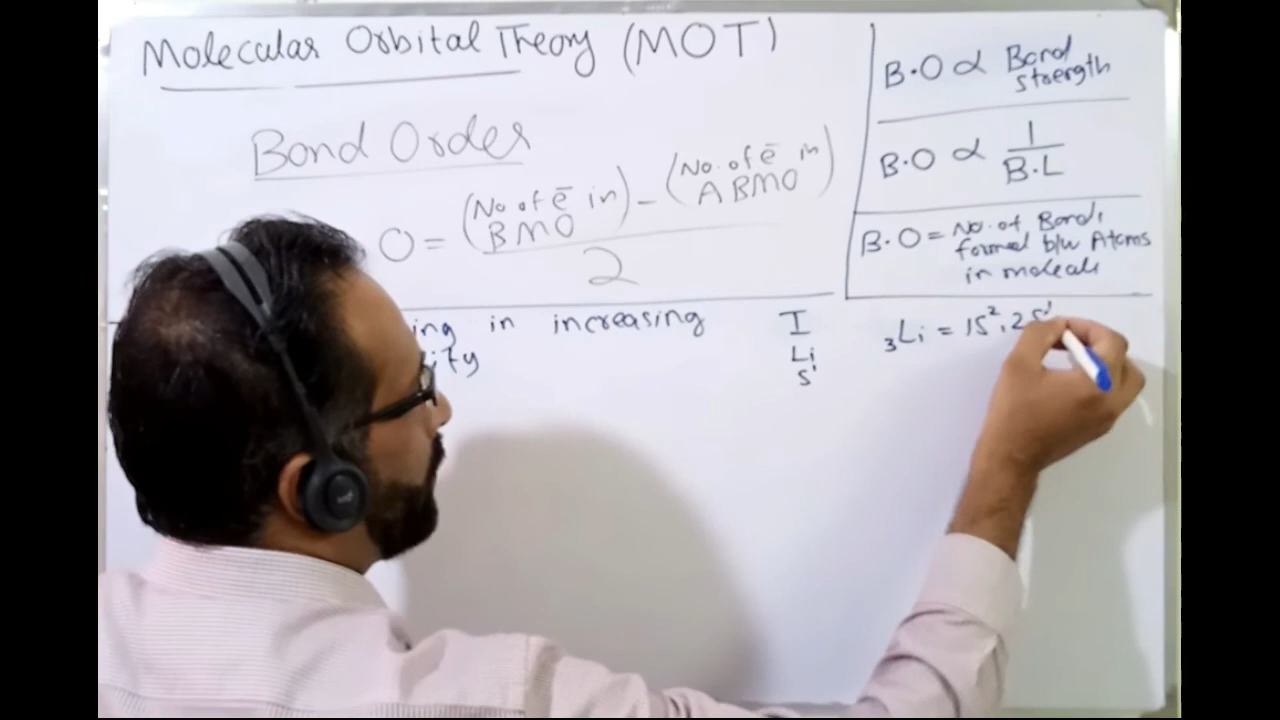 Molecular Orbital Theory (MOT)
Bond Order
O = (No. of ē in BMO) - (No. of ē in ABMO)
2
ing in increasing
ity
I
Li
S¹
B.O ∝ Bond
strength
B.O ∝ 1
B.L
B.O = No. of Bonds
formed b/w Atoms
in molecule
₃Li = 1S², 2S¹